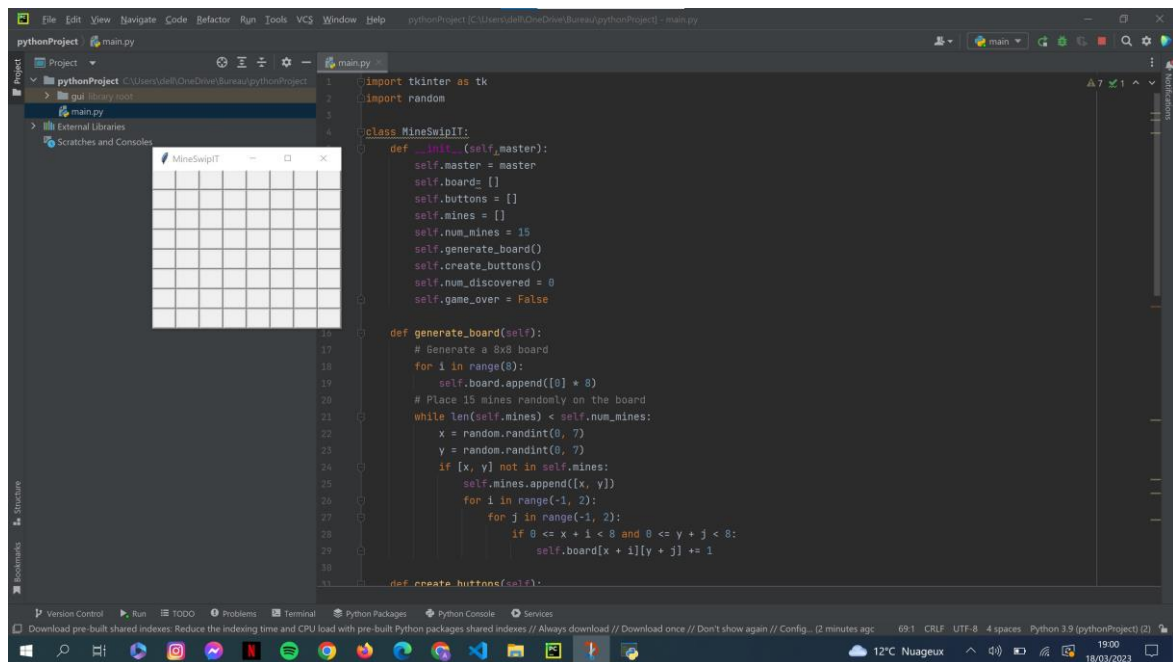 File Edit View Navigate Code Refactor Run Tools VCS Window Help pythonProject [C:\Users\dell\OneDrive\Bureau\pythonProject] - main.py
pythonProject main.py main
Project main.py
pythonProject C:\Users\dell\OneDrive\Bureau\pythonProject
gui library root
main.py
External Libraries
Scratches and Consoles
MineSwipIT
Project
Structure
Bookmarks
7 1
Notifications
1 import tkinter as tk
2 import random
3
4 class MineSwipIT:
def __init__(self,master):
self.master = master
self.board= []
self.buttons = []
self.mines = []
self.num_mines = 15
self.generate_board()
self.create_buttons()
self.num_discovered = 0
self.game_over = False
16 def generate_board(self):
17 # Generate a 8x8 board
18 for i in range(8):
19 self.board.append([0] * 8)
20 # Place 15 mines randomly on the board
21 while len(self.mines) < self.num_mines:
22 x = random.randint(0, 7)
23 y = random.randint(0, 7)
24 if [x, y] not in self.mines:
25 self.mines.append([x, y])
26 for i in range(-1, 2):
27 for j in range(-1, 2):
28 if 0 <= x + i < 8 and 0 <= y + j < 8:
29 self.board[x + i][y + j] += 1
30
31 def create_buttons(self):
Version Control Run TODO Problems Terminal Python Packages Python Console Services
Download pre-built shared indexes: Reduce the indexing time and CPU load with pre-built Python packages shared indexes // Always download // Download once // Don't show again // Config... (2 minutes agc 69:1 CRLF UTF-8 4 spaces Python 3.9 (pythonProject) (2)
12°C Nuageux 19:00
18/03/2023